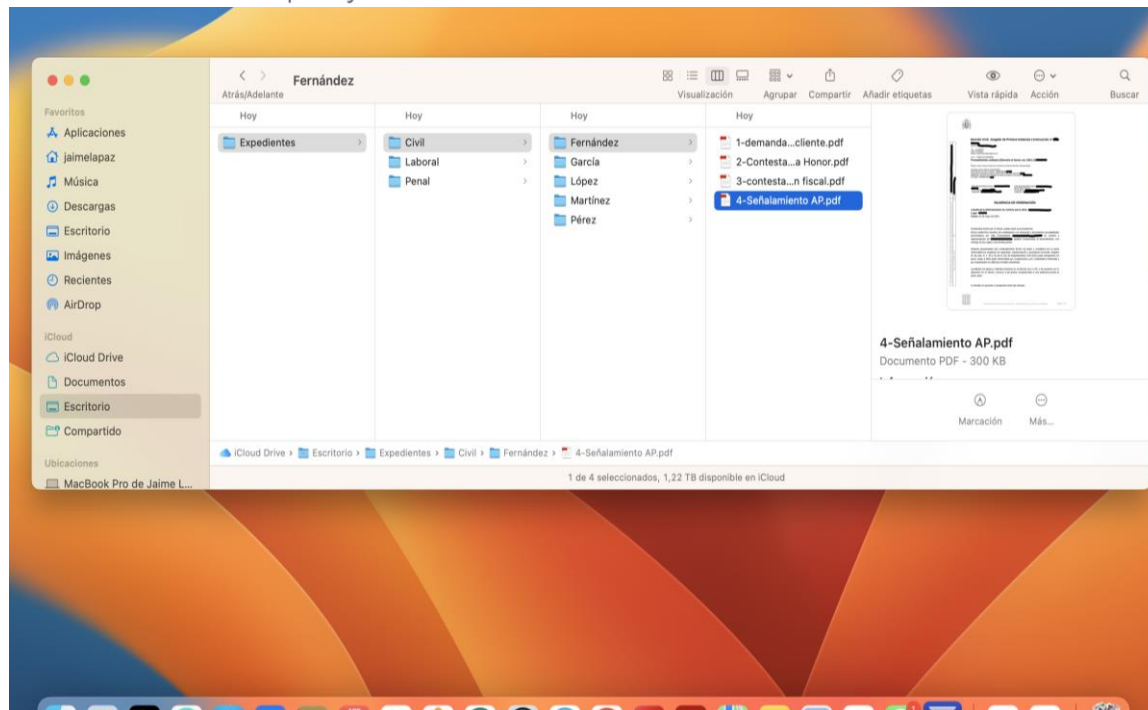 Fernández
Atrás/Adelante
Visualización
Agrupar
Compartir
Añadir etiquetas
Vista rápida
Acción
Buscar
Favoritos
Aplicaciones
jaimelapaz
Música
Descargas
Escritorio
Imágenes
Recientes
AirDrop
iCloud
iCloud Drive
Documentos
Escritorio
Compartido
Ubicaciones
MacBook Pro de Jaime L...
Hoy
Expedientes
Hoy
Civil
Laboral
Penal
Hoy
Fernández
García
López
Martínez
Pérez
Hoy
1-demanda...cliente.pdf
2-Contesta...a Honor.pdf
3-contesta...n fiscal.pdf
4-Señalamiento AP.pdf
4-Señalamiento AP.pdf
Documento PDF - 300 KB
Marcación
Más...
iCloud Drive › Escritorio › Expedientes › Civil › Fernández › 4-Señalamiento AP.pdf
1 de 4 seleccionados, 1,22 TB disponible en iCloud